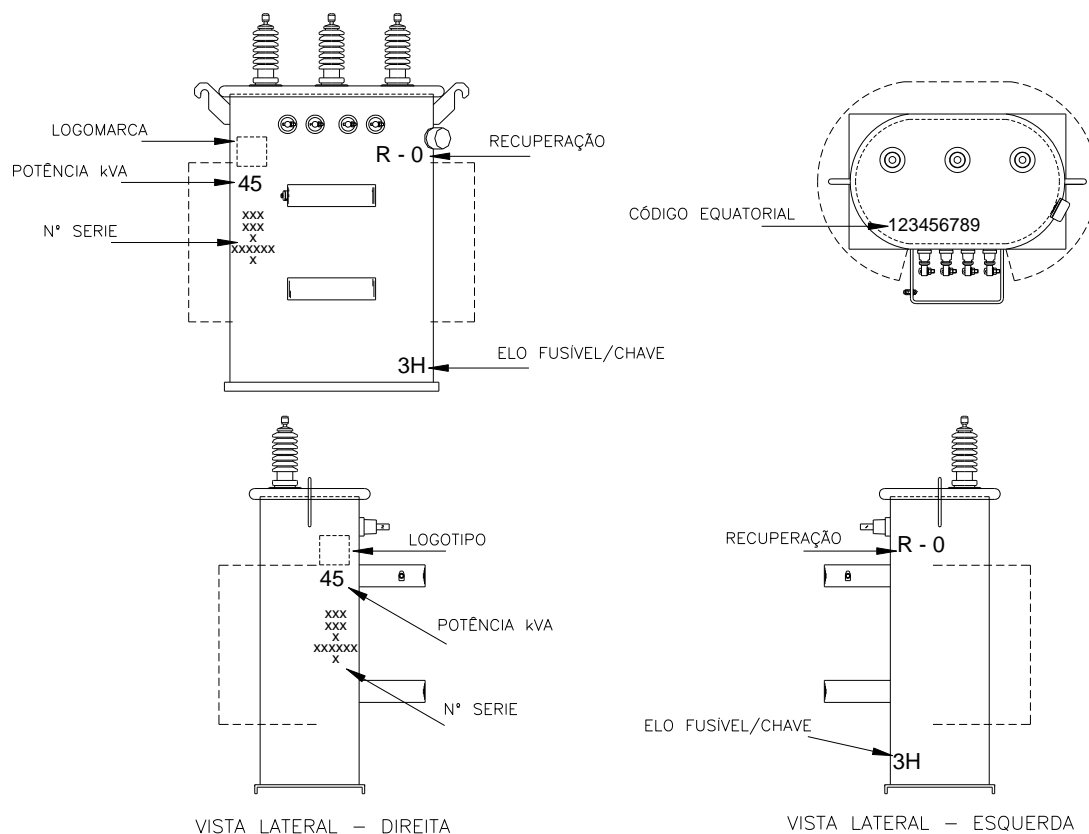 LOGOMARCA
R - 0
RECUPERAÇÃO
POTÊNCIA kVA
45
N° SERIE
xxx
xxx
x
xxxxxx
x
3H
ELO FUSÍVEL/CHAVE
CÓDIGO EQUATORIAL
123456789
LOGOTIPO
45
POTÊNCIA kVA
xxx
xxx
x
xxxxxx
x
N° SERIE
VISTA LATERAL – DIREITA
RECUPERAÇÃO
R - 0
ELO FUSÍVEL/CHAVE
3H
VISTA LATERAL – ESQUERDA